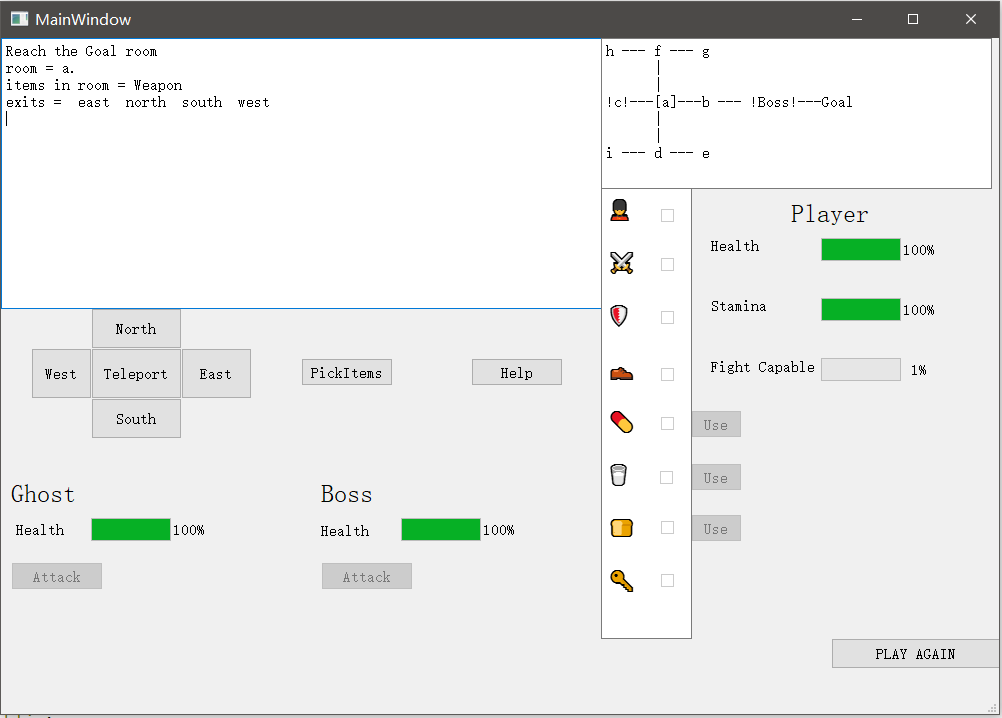 MainWindow
Reach the Goal room
room = a.
items in room = Weapon
exits =  east  north  south  west
h --- f --- g
|
|
!c!---[a]---b --- !Boss!---Goal
|
|
i --- d --- e
Player
Health 100%
Stamina 100%
Fight Capable 1%
North
West Teleport East
South
PickItems
Help
Use
Use
Use
Ghost
Health 100%
Attack
Boss
Health 100%
Attack
PLAY AGAIN